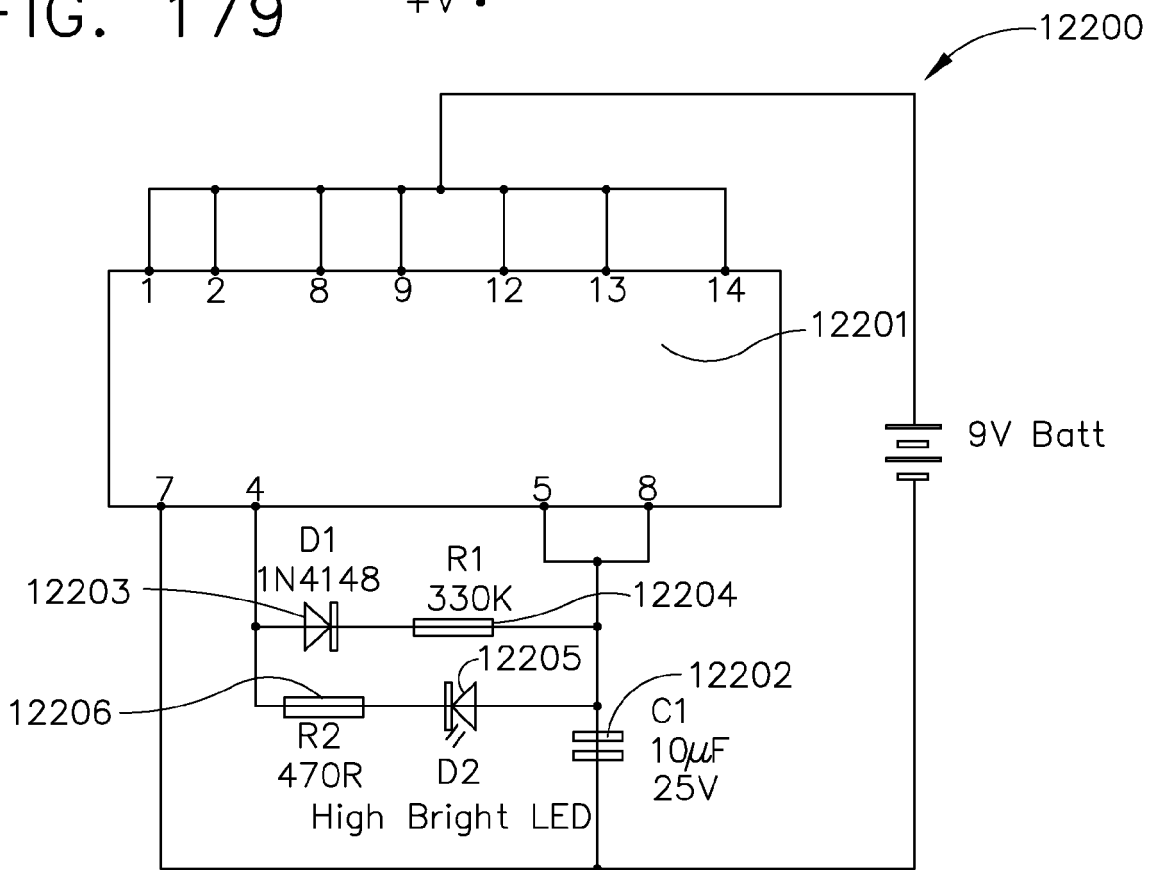 FIG. 179
+V
12200
1 2 8 9 12 13 14
12201
9V Batt
7 4 5 8
D1
1N4148
R1
330K
12203
12204
12205
12202
12206
R2
470R
D2
High Bright LED
C1
10µF
25V